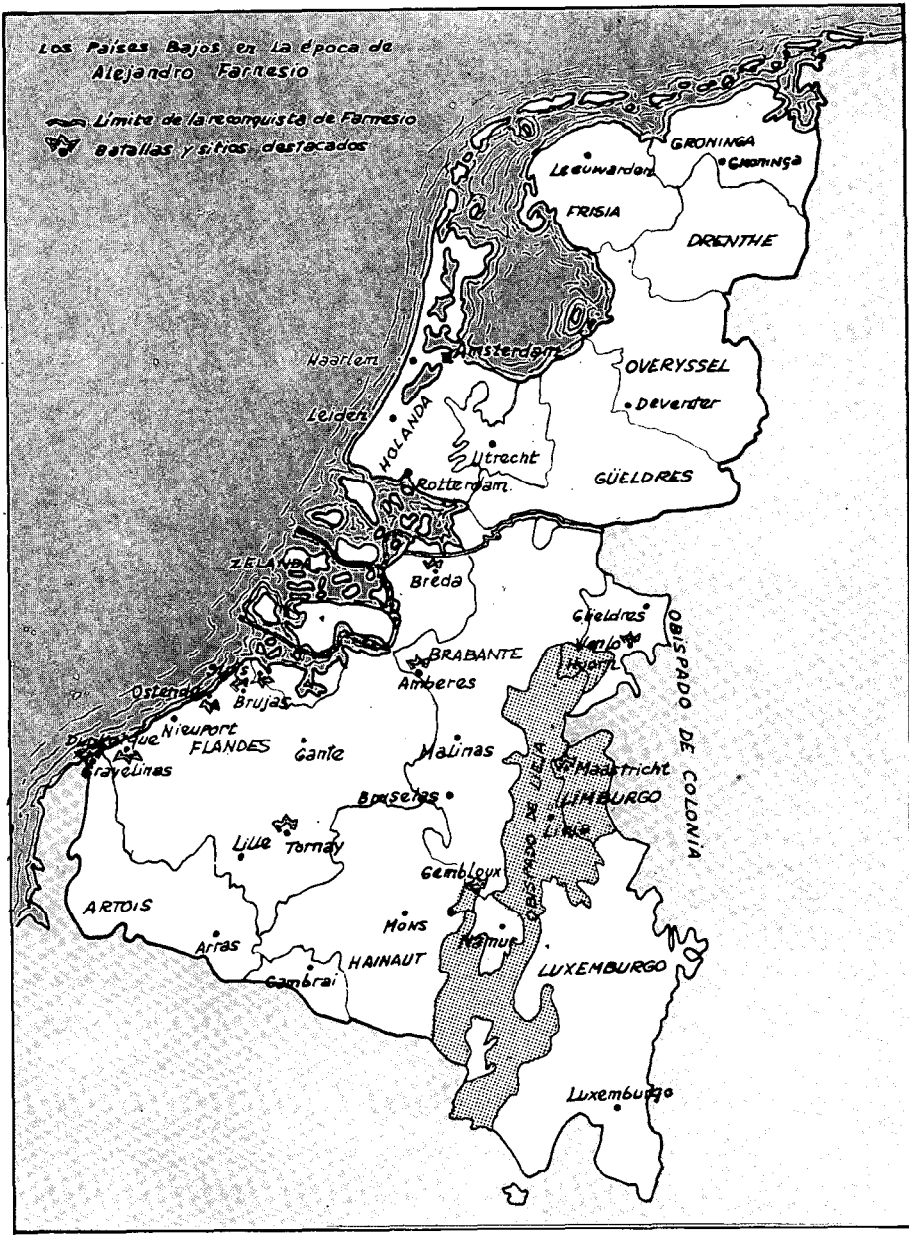 Los Países Bajos en la época de
Alejandro Farnesio
Límite de la reconquista de Farnesio
Batallas y sitios destacados
GRONINGA
Groninga
Leeuwarden
FRISIA
DRENTHE
Haarlem
Amsterdam
OVERYSSEL
Deventer
Leiden
HOLANDA
Utrecht
Rotterdam
GÜELDRES
ZELANDA
Breda
Güeldres
Venlo
OBISPADO DE COLONIA
BRABANTE
Amberes
Ostende
Brujas
Nieuport
FLANDES
Gante
Malinas
Dunkerque
Gravelinas
Maastricht
LIMBURGO
Bruselas
OBISPADO DE LIEJA
Lieja
Lille
Tornay
Gembloux
ARTOIS
Mons
Namur
Arras
HAINAUT
LUXEMBURGO
Cambrai
Luxemburgo